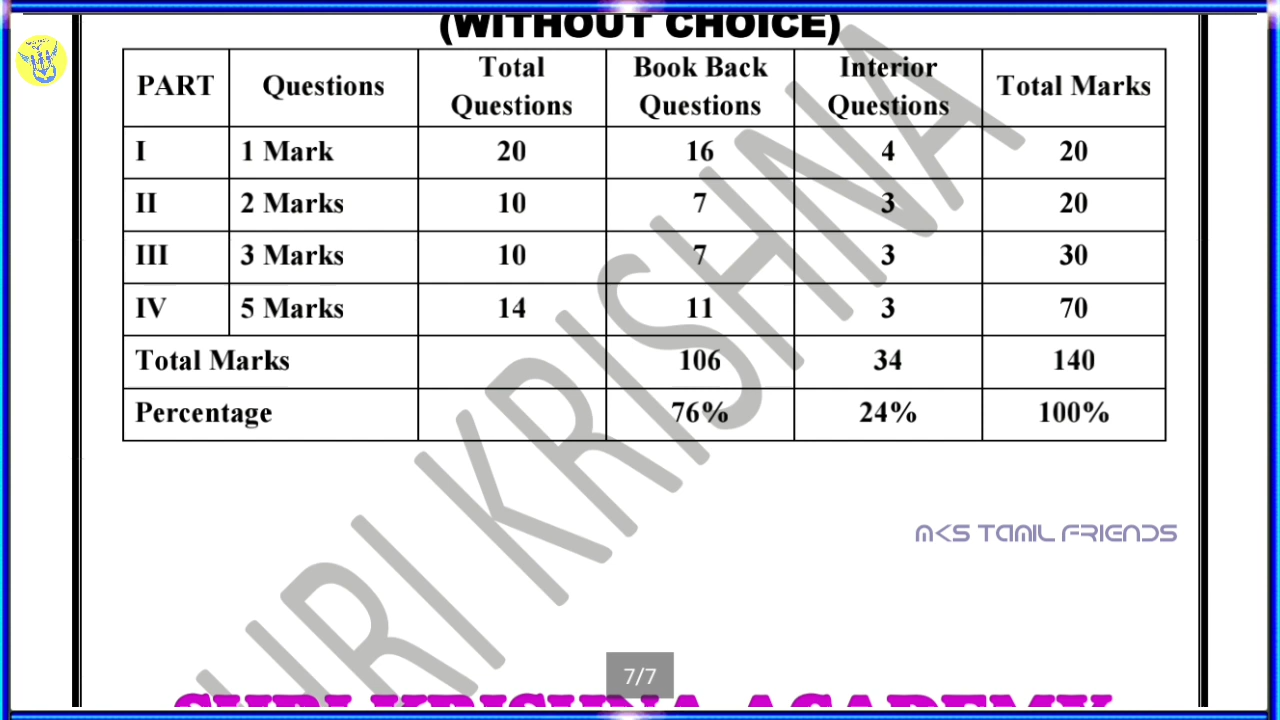 (WITHOUT CHOICE)
PART Questions Total Questions Book Back Questions Interior Questions Total Marks
I 1 Mark 20 16 4 20
II 2 Marks 10 7 3 20
III 3 Marks 10 7 3 30
IV 5 Marks 14 11 3 70
Total Marks 106 34 140
Percentage 76% 24% 100%
MKS TAMIL FRIENDS
7/7
SHRI KRISHNA ACADEMY